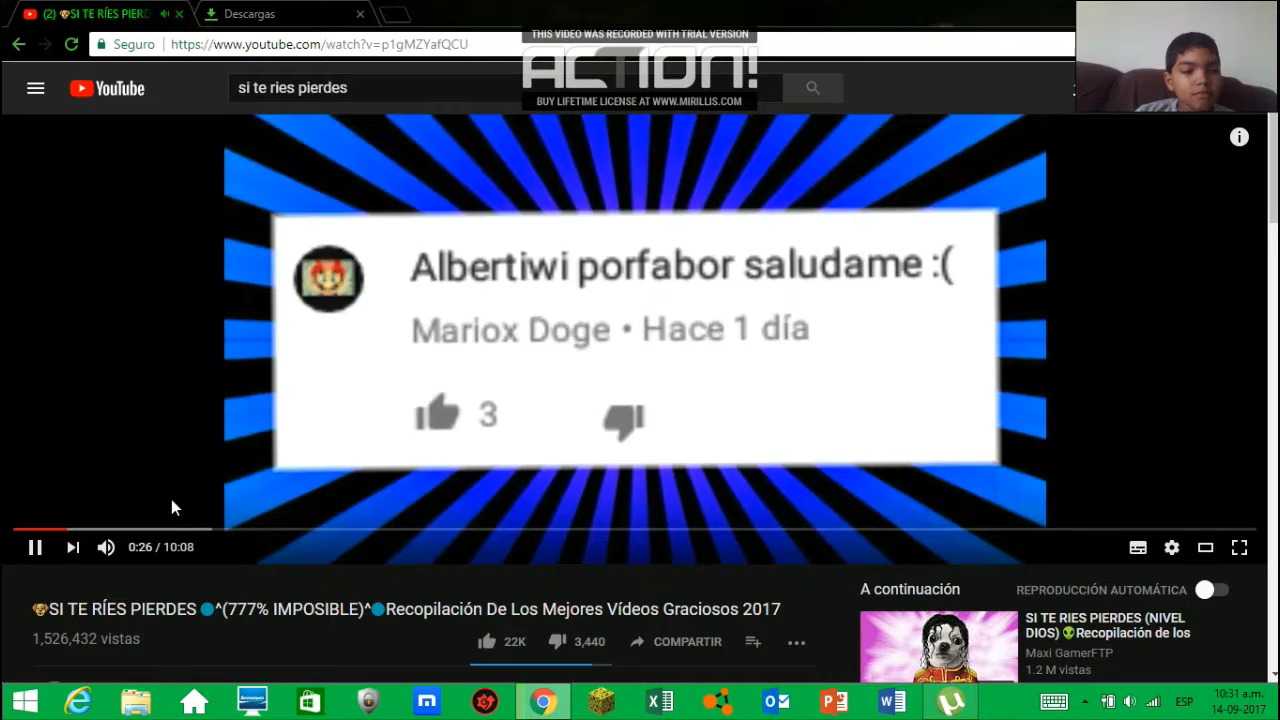 (2) 🐶SI TE RÍES PIERD
Descargas
THIS VIDEO WAS RECORDED WITH TRIAL VERSION
ACTION!
BUY LIFETIME LICENSE AT WWW.MIRILLIS.COM
Seguro
https://www.youtube.com/watch?v=p1gMZYafQCU
YouTube
si te ries pierdes
Albertiwi porfabor saludame :(
Mariox Doge • Hace 1 día
3
0:26 / 10:08
🐶SI TE RÍES PIERDES 🔵^(777% IMPOSIBLE)^🔵Recopilación De Los Mejores Vídeos Graciosos 2017
1,526,432 vistas
22K
3,440
COMPARTIR
A continuación
REPRODUCCIÓN AUTOMÁTICA
SI TE RIES PIERDES (NIVEL
DIOS) 👽Recopilación de los
Maxi GamerFTP
1.2 M vistas
ESP
10:31 a.m.
14-09-2017